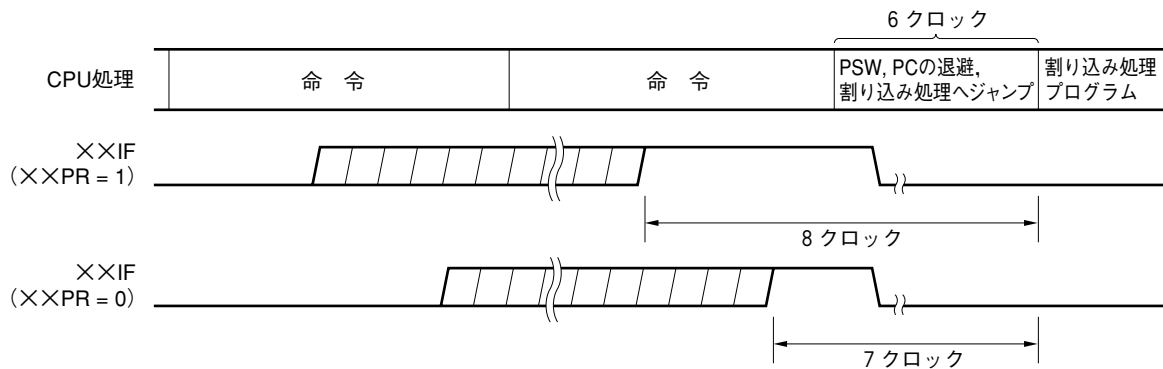 6 クロック
CPU処理
命 令
命 令
PSW, PCの退避,
割り込み処理へジャンプ
割り込み処理
プログラム
××IF
（××PR = 1）
8 クロック
××IF
（××PR = 0）
7 クロック